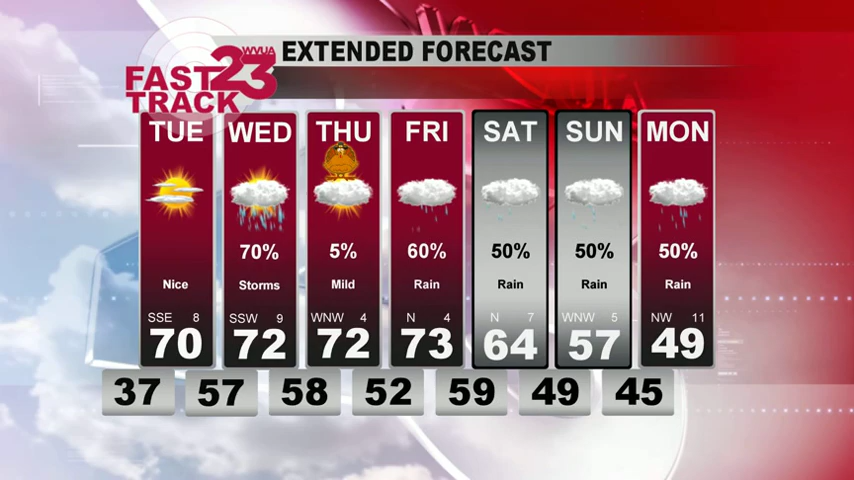 WVUA
23
FAST
TRACK
EXTENDED FORECAST
TUE WED THU FRI SAT SUN MON
70% 5% 60% 50% 50% 50%
Nice Storms Mild Rain Rain Rain Rain
SSE 8 SSW 9 WNW 4 N 4 N 7 WNW 5 NW 11
70 72 72 73 64 57 49
37 57 58 52 59 49 45